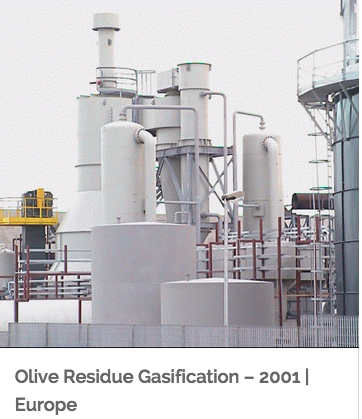 Olive Residue Gasification – 2001 |
Europe